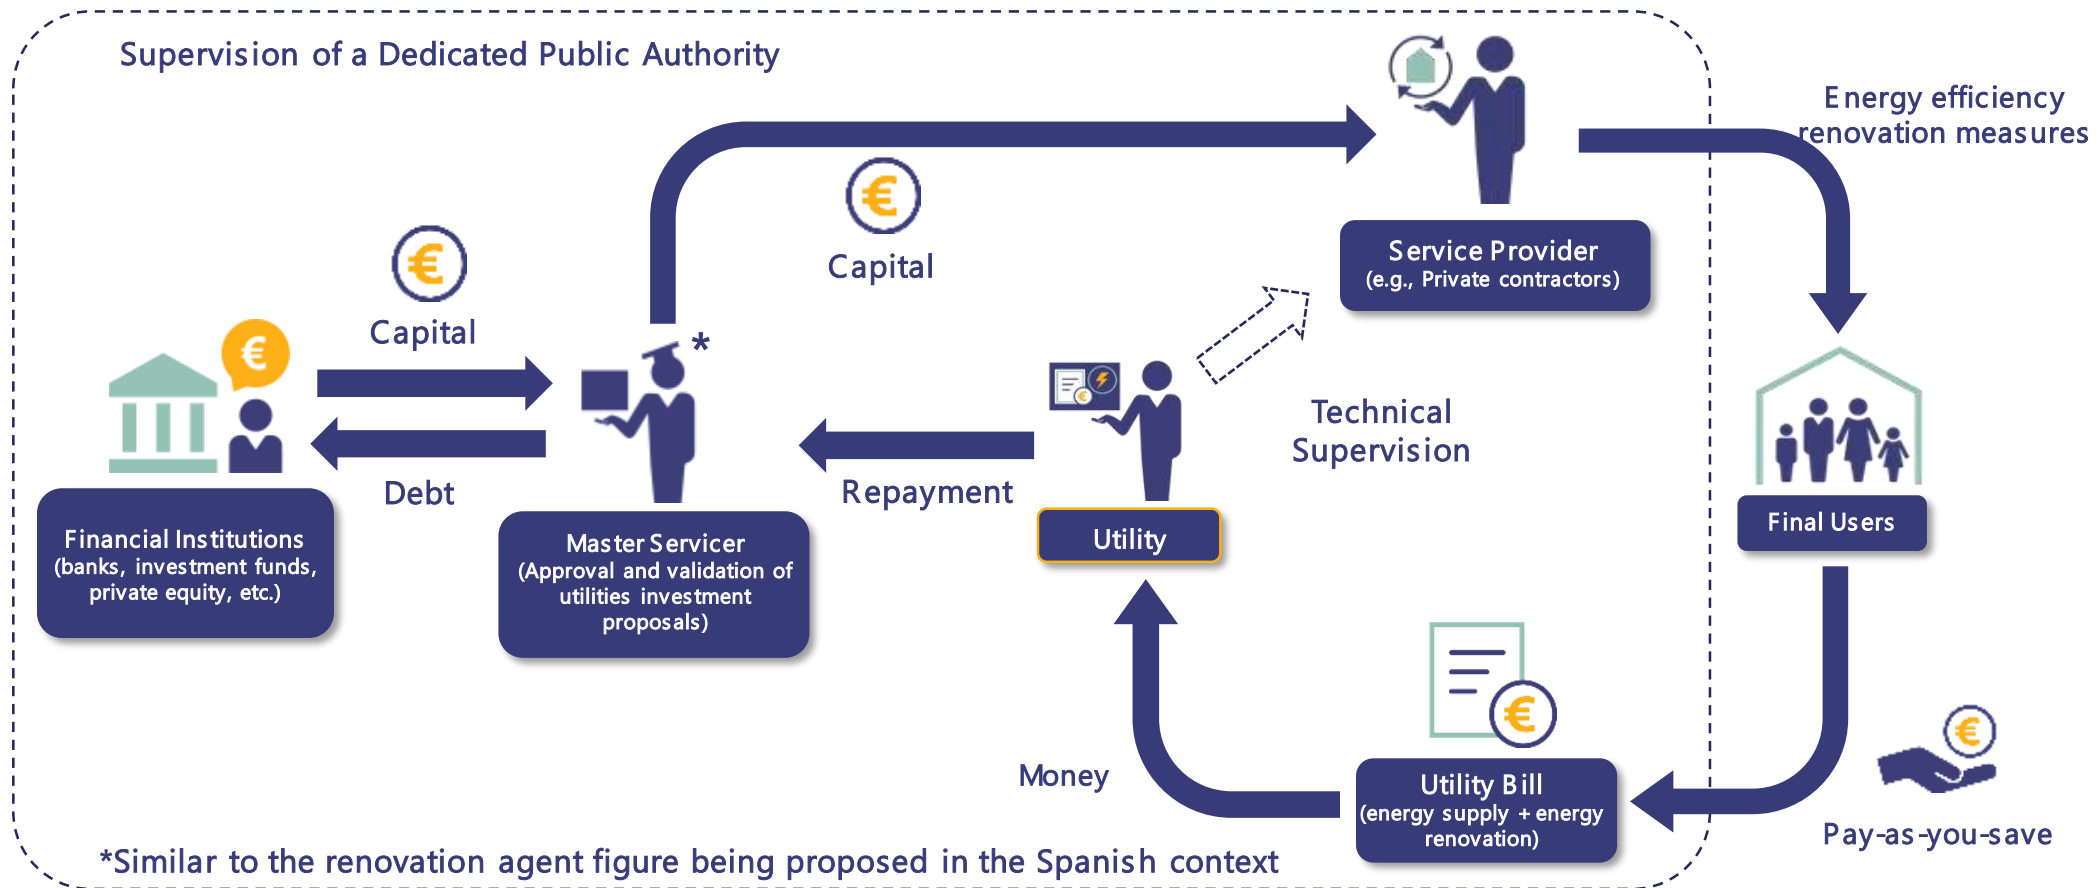 Supervision of a Dedicated Public Authority
Energy efficiency
renovation measures
€
Capital
Service Provider
(e.g., Private contractors)
€
Capital
€
*
Technical
Supervision
Debt
Repayment
€
Financial Institutions
(banks, investment funds,
private equity, etc.)
Master Servicer
(Approval and validation of
utilities investment
proposals)
Utility
Final Users
€
€
Money
Utility Bill
(energy supply + energy
renovation)
Pay-as-you-save
*Similar to the renovation agent figure being proposed in the Spanish context